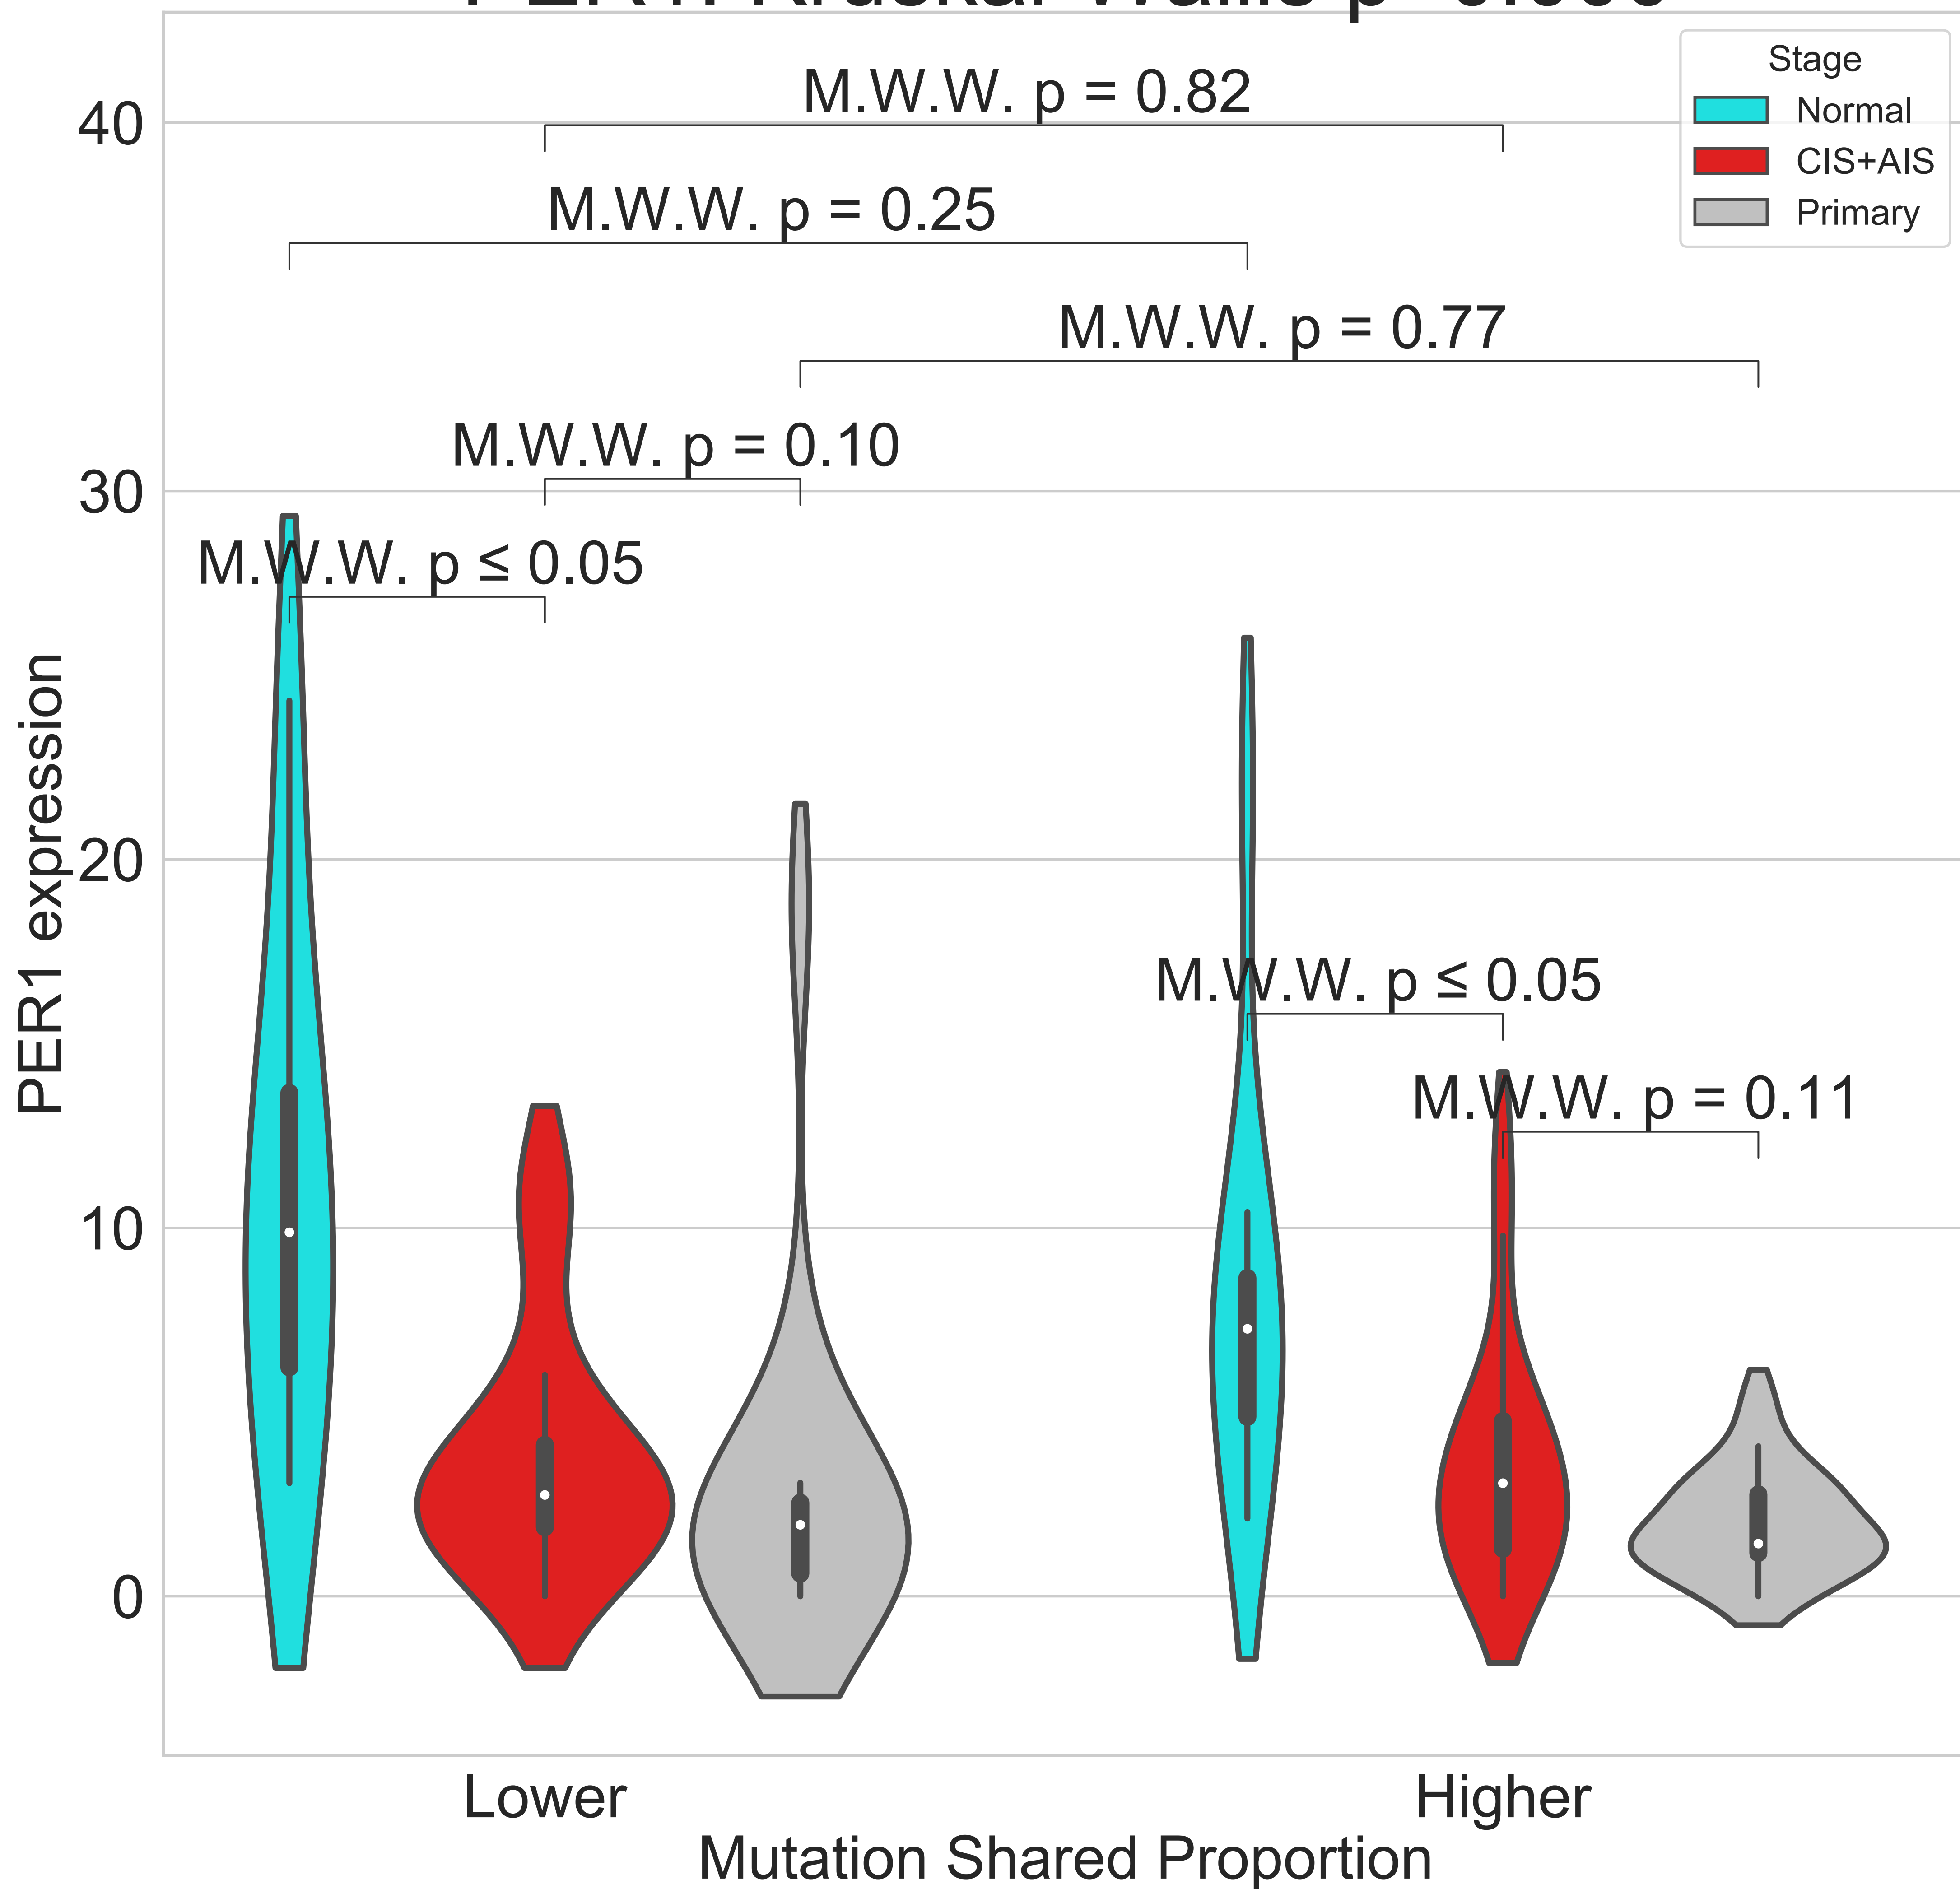 Stage
Normal
CIS+AIS
Primary
M.W.W. p = 0.82
M.W.W. p = 0.25
M.W.W. p = 0.77
M.W.W. p = 0.10
M.W.W. p ≤ 0.05
M.W.W. p ≤ 0.05
M.W.W. p = 0.11
40
30
20
10
0
PER1 expression
Lower
Higher
Mutation Shared Proportion